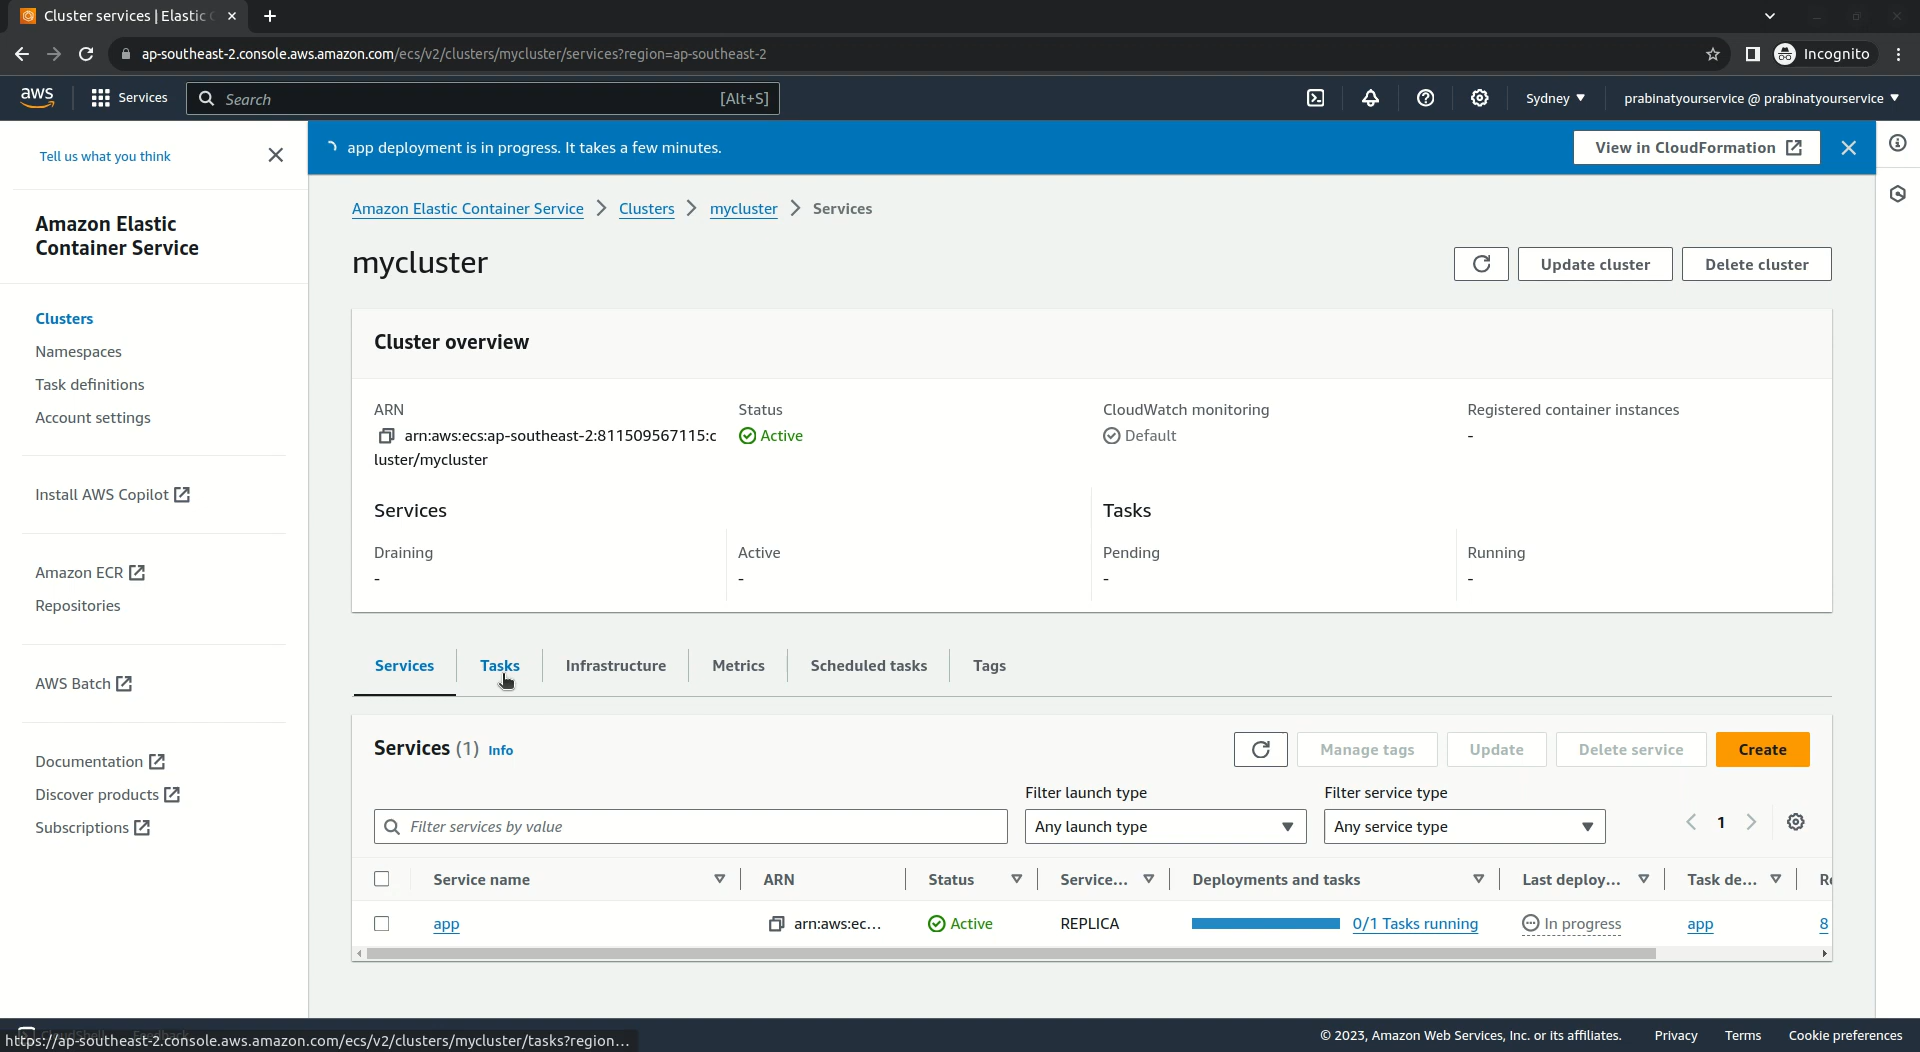 Cluster services | Elastic
ap-southeast-2.console.aws.amazon.com/ecs/v2/clusters/mycluster/services?region=ap-southeast-2
Incognito
aws
Services
Search
[Alt+S]
Sydney
prabinatyourservice @ prabinatyourservice
Tell us what you think
app deployment is in progress. It takes a few minutes.
View in CloudFormation
Amazon Elastic
Container Service
Clusters
Namespaces
Task definitions
Account settings
Install AWS Copilot
Amazon ECR
Repositories
AWS Batch
Documentation
Discover products
Subscriptions
Amazon Elastic Container Service > Clusters > mycluster > Services
mycluster
Update cluster
Delete cluster
Cluster overview
ARN
arn:aws:ecs:ap-southeast-2:811509567115:c
luster/mycluster
Status
Active
CloudWatch monitoring
Default
Registered container instances
-
Services
Draining
-
Active
-
Tasks
Pending
-
Running
-
Services
Tasks
Infrastructure
Metrics
Scheduled tasks
Tags
Services (1) Info
Manage tags
Update
Delete service
Create
Filter services by value
Filter launch type
Any launch type
Filter service type
Any service type
1
Service name
ARN
Status
Service...
Deployments and tasks
Last deploy...
Task de...
app
arn:aws:ec...
Active
REPLICA
0/1 Tasks running
In progress
app
8
CloudShell
Feedback
https://ap-southeast-2.console.aws.amazon.com/ecs/v2/clusters/mycluster/tasks?region...
© 2023, Amazon Web Services, Inc. or its affiliates.
Privacy
Terms
Cookie preferences